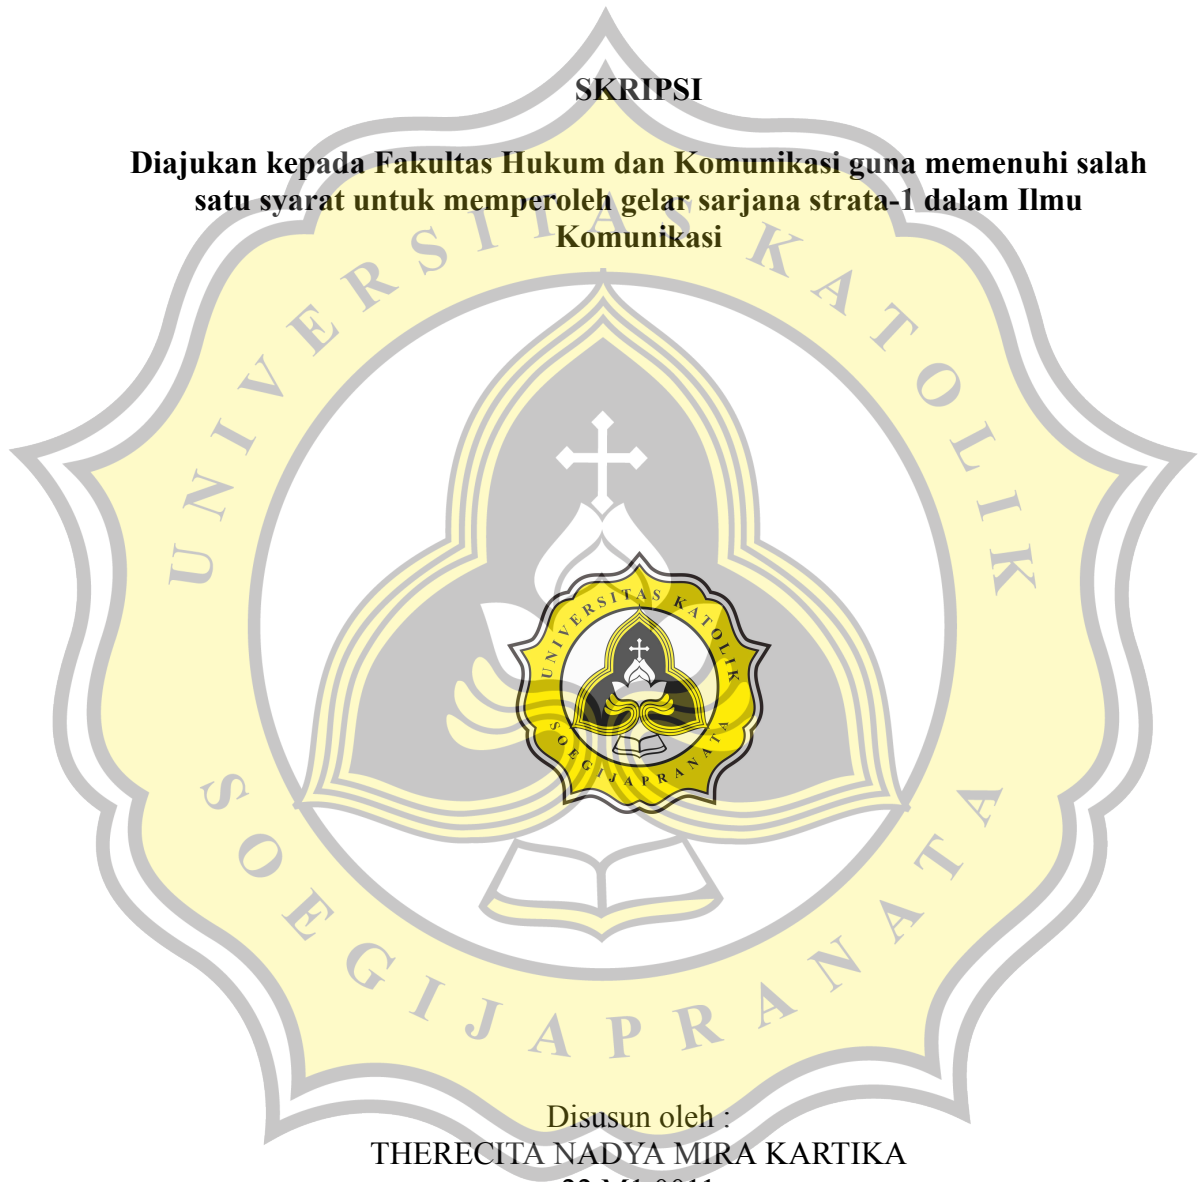 SKRIPSI
Diajukan kepada Fakultas Hukum dan Komunikasi guna memenuhi salah
satu syarat untuk memperoleh gelar sarjana strata-1 dalam Ilmu
Komunikasi
UNIVERSITAS KATOLIK
SOEGIJAPRANATA
UNIVERSITAS KATOLIK
SOEGIJAPRANATA
Disusun oleh :
THERECITA NADYA MIRA KARTIKA